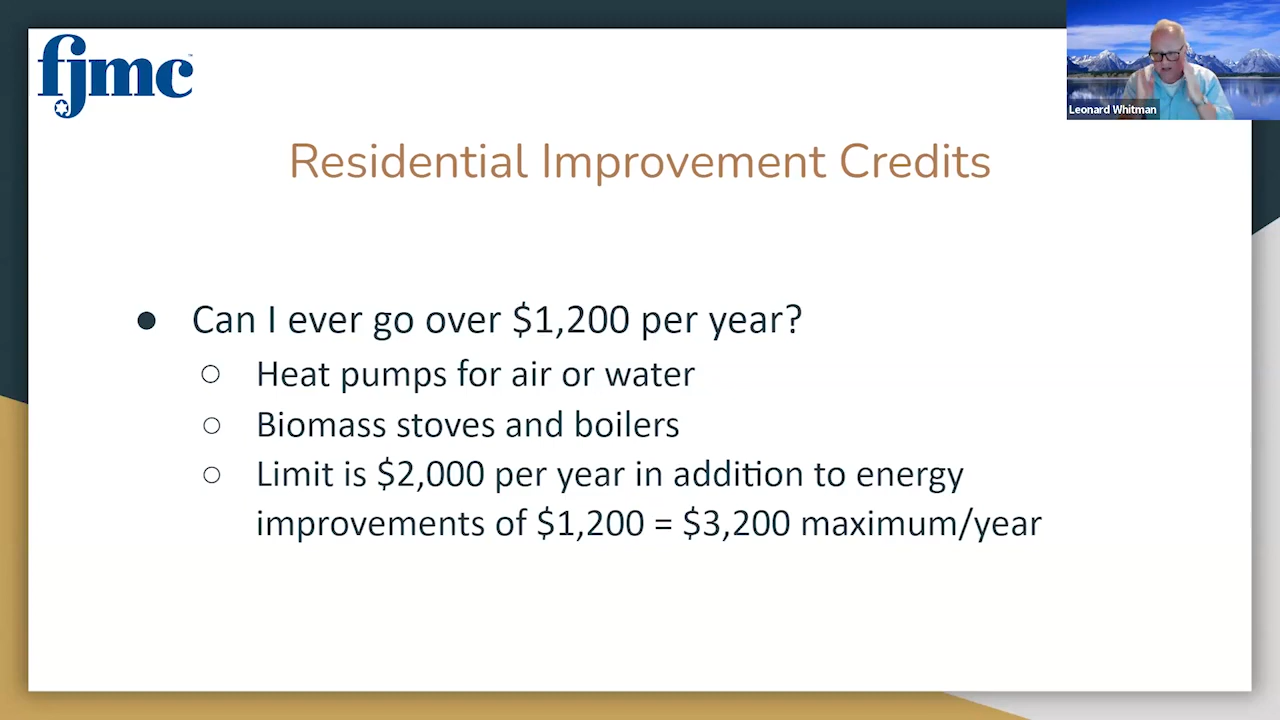 fjmc
Leonard Whitman
Residential Improvement Credits
● Can I ever go over $1,200 per year?
○ Heat pumps for air or water
○ Biomass stoves and boilers
○ Limit is $2,000 per year in addition to energy
improvements of $1,200 = $3,200 maximum/year